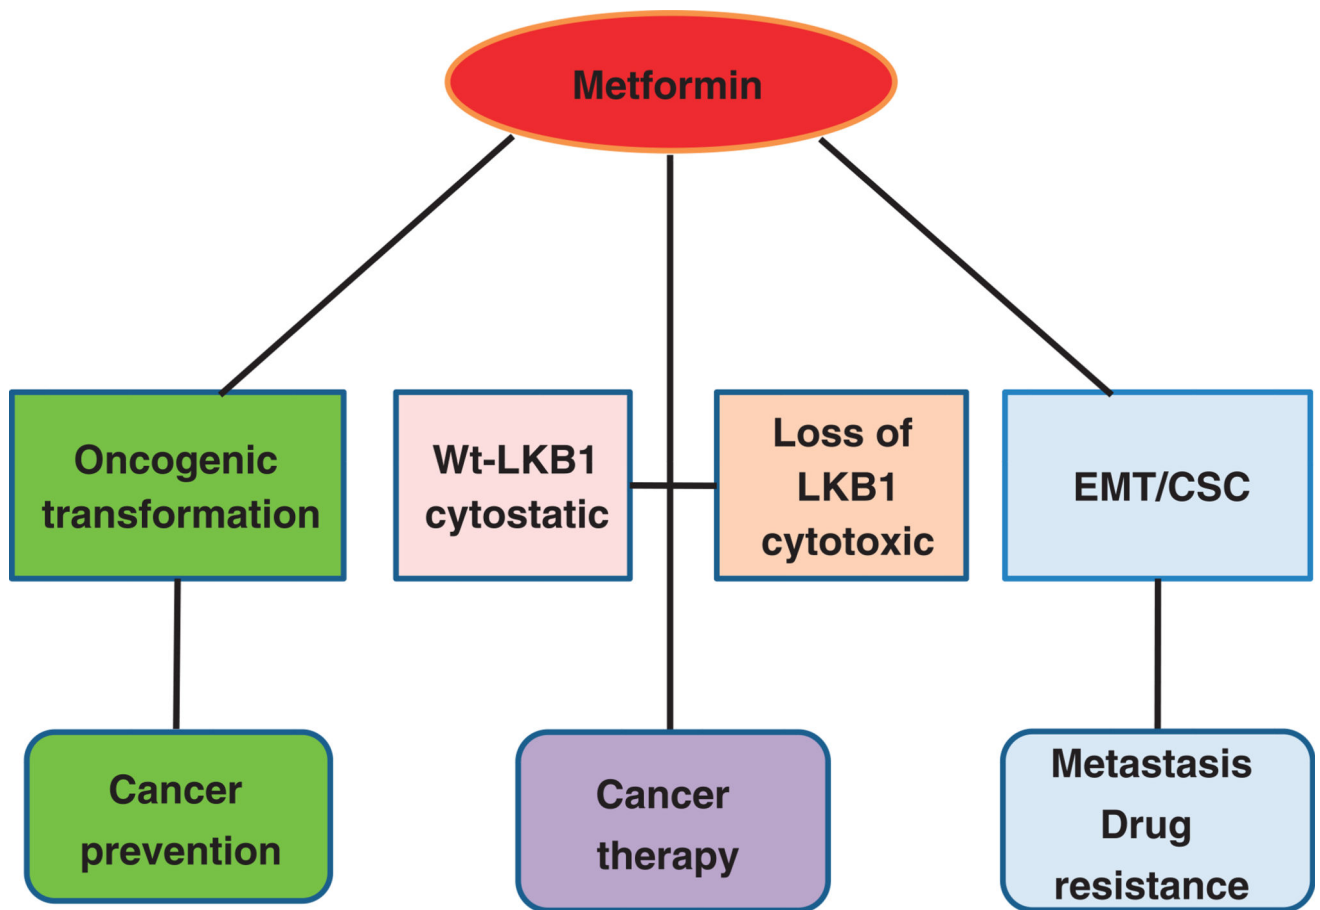 Metformin
Oncogenic
transformation
Wt-LKB1
cytostatic
Loss of
LKB1
cytotoxic
EMT/CSC
Cancer
prevention
Cancer
therapy
Metastasis
Drug
resistance